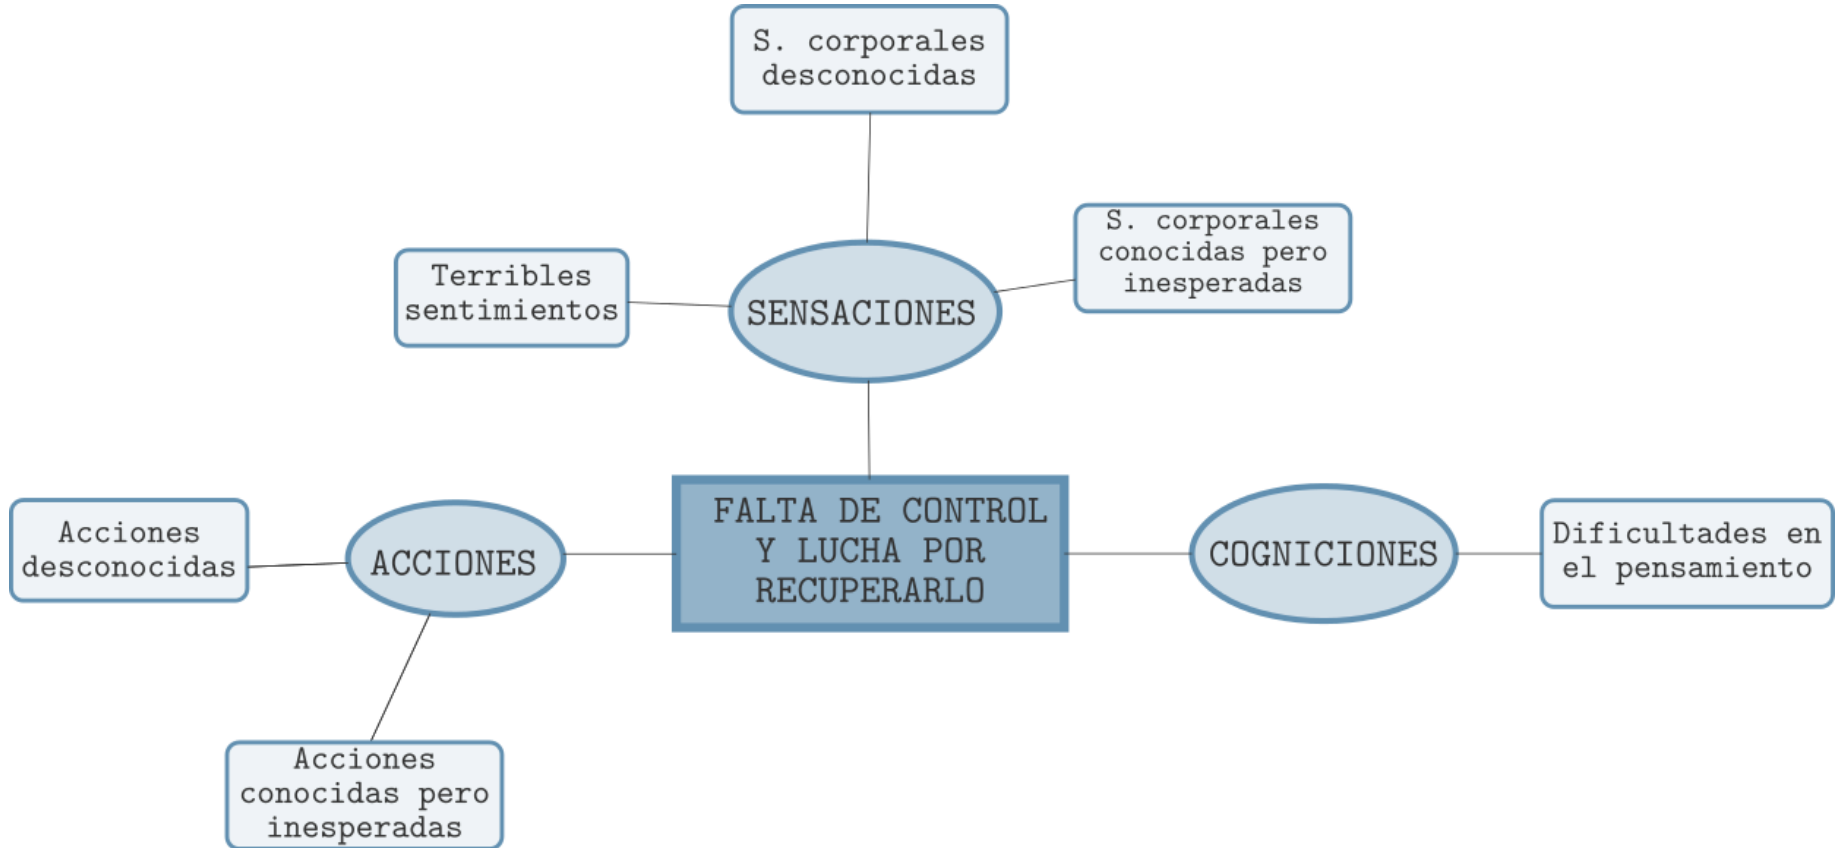 S. corporales
desconocidas
S. corporales
conocidas pero
inesperadas
Terribles
sentimientos
SENSACIONES
FALTA DE CONTROL
Y LUCHA POR
RECUPERARLO
Acciones
desconocidas
ACCIONES
COGNICIONES
Dificultades en
el pensamiento
Acciones
conocidas pero
inesperadas